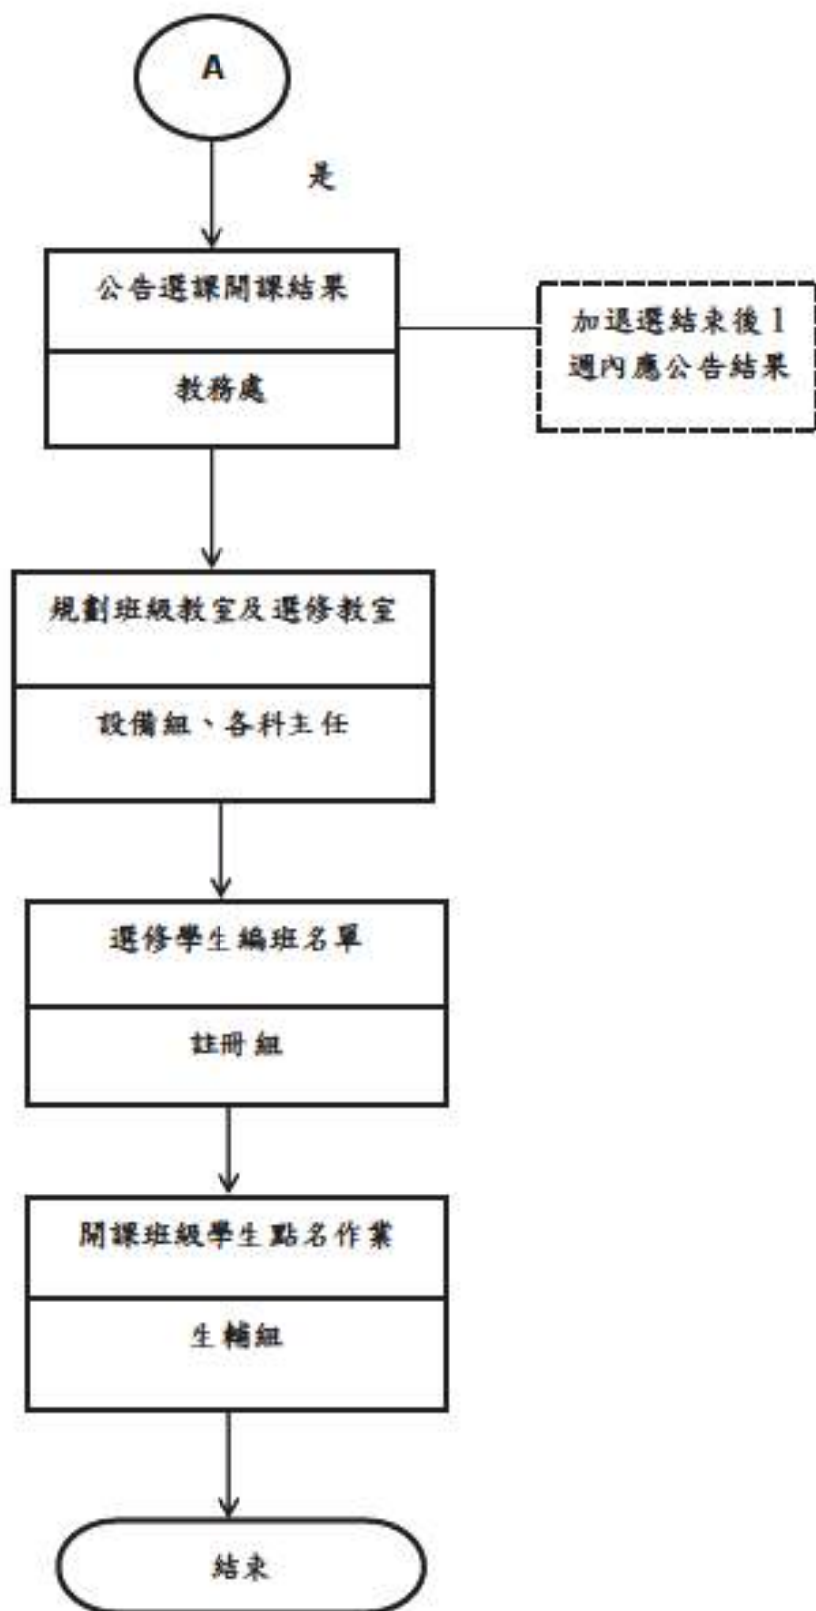 A
是
公告選課開課結果
教務處
加退選結束後1
週內應公告結果
規劃班級教室及選修教室
設備組、各科主任
選修學生編班名單
註冊組
開課班級學生點名作業
生輔組
結束